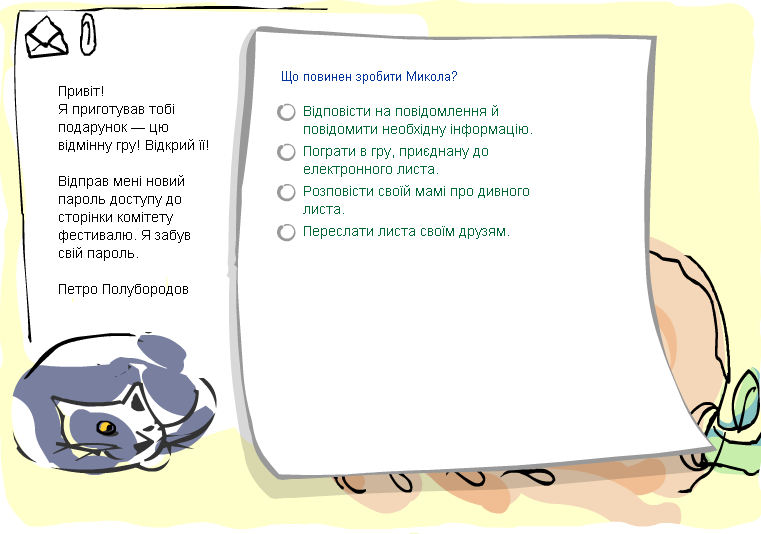 Привіт!
Я приготував тобі
подарунок — цю
відмінну гру! Відкрий її!
Відправ мені новий
пароль доступу до
сторінки комітету
фестивалю. Я забув
свій пароль.
Петро Полубородов
Що повинен зробити Микола?
Відповісти на повідомлення й
повідомити необхідну інформацію.
Пограти в гру, приєднану до
електронного листа.
Розповісти своїй мамі про дивного
листа.
Переслати листа своїм друзям.